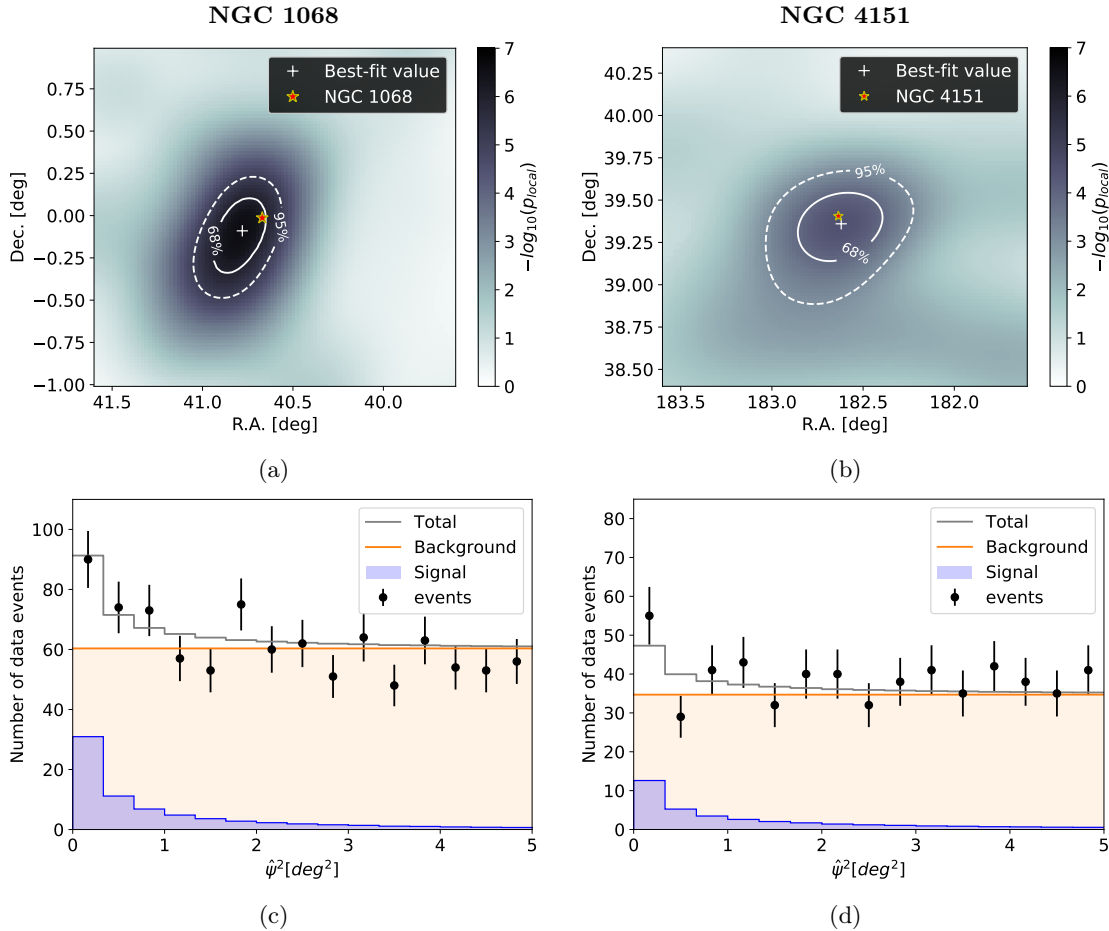 NGC 1068
NGC 4151
Best-fit value
NGC 1068
95%
68%
0.75
0.50
0.25
0.00
−0.25
−0.50
−0.75
−1.00
Dec. [deg]
41.5
41.0
40.5
40.0
R.A. [deg]
7
6
5
4
3
2
1
0
−log10(plocal)
(a)
Best-fit value
NGC 4151
95%
68%
40.25
40.00
39.75
39.50
39.25
39.00
38.75
38.50
Dec. [deg]
183.5
183.0
182.5
182.0
R.A. [deg]
7
6
5
4
3
2
1
0
−log10(plocal)
(b)
Total
Background
Signal
events
100
80
60
40
20
0
Number of data events
0
1
2
3
4
5
ψ̂²[deg²]
(c)
Total
Background
Signal
events
80
70
60
50
40
30
20
10
0
Number of data events
0
1
2
3
4
5
ψ̂²[deg²]
(d)